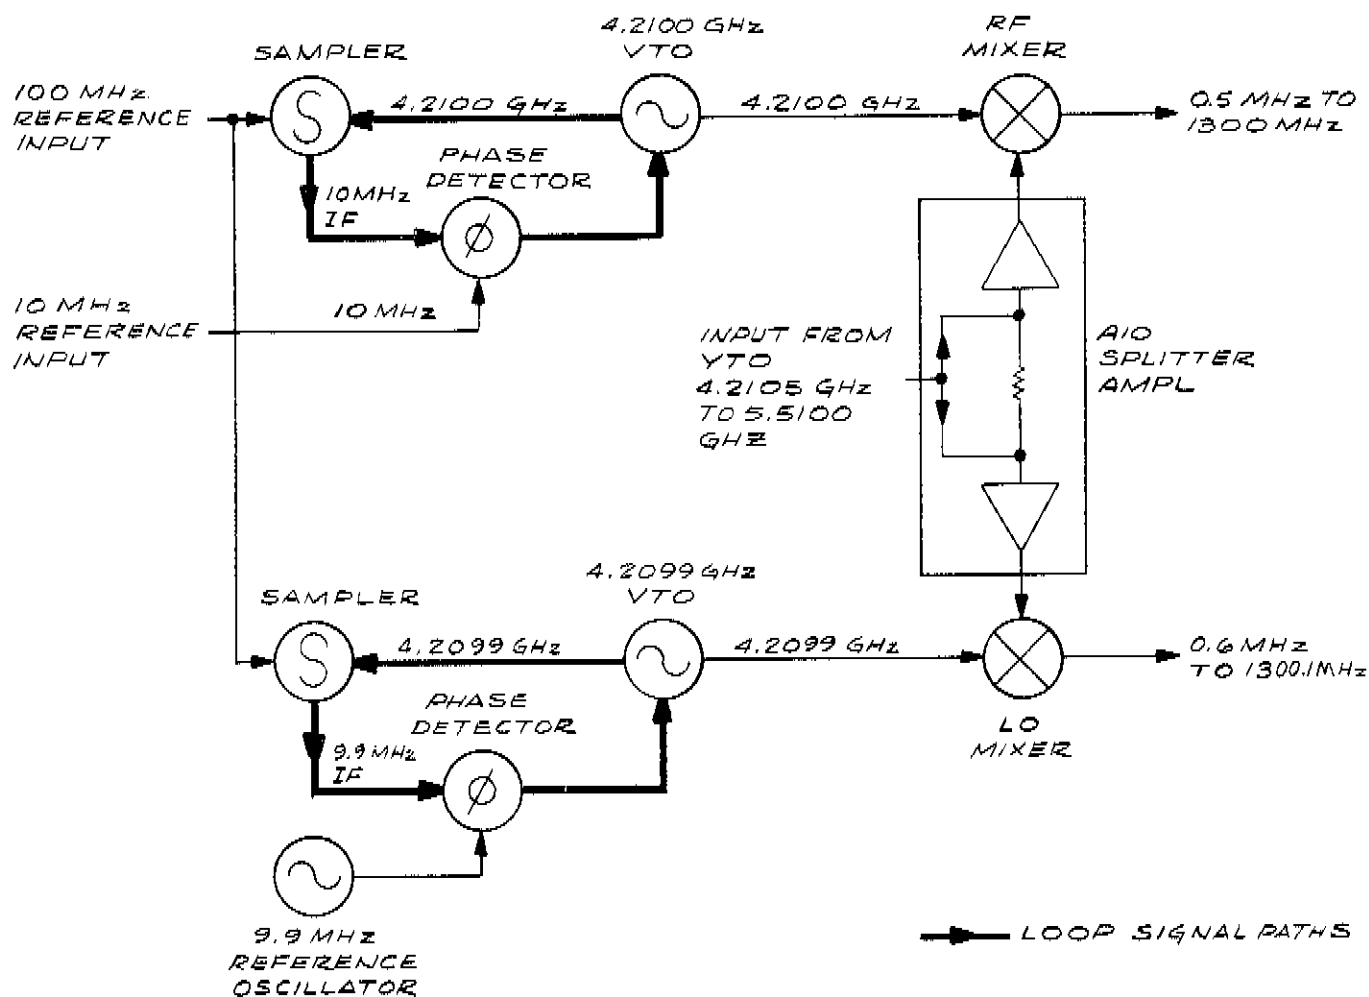 4.2100 GHz
VTO
RF
MIXER
SAMPLER
100 MHz
REFERENCE
INPUT
4.2100 GHz
4.2100 GHz
0.5 MHz TO
1300 MHz
PHASE
DETECTOR
10 MHz
IF
10 MHz
REFERENCE
INPUT
10 MHz
INPUT FROM
YTO
4.2105 GHz
TO 5.5100
GHZ
A10
SPLITTER
AMPL
4.2099 GHz
VTO
SAMPLER
4.2099 GHz
4.2099 GHz
0.6 MHz
TO 1300.1MHz
PHASE
DETECTOR
LO
MIXER
9.9 MHz
IF
9.9 MHz
REFERENCE
OSCILLATOR
LOOP SIGNAL PATHS